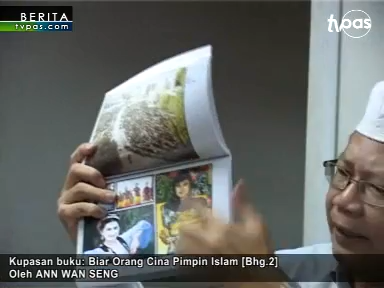 BERITA
tvpas.com
tvpas
Kupasan buku: Biar Orang Cina Pimpin Islam [Bhg.2]
Oleh ANN WAN SENG